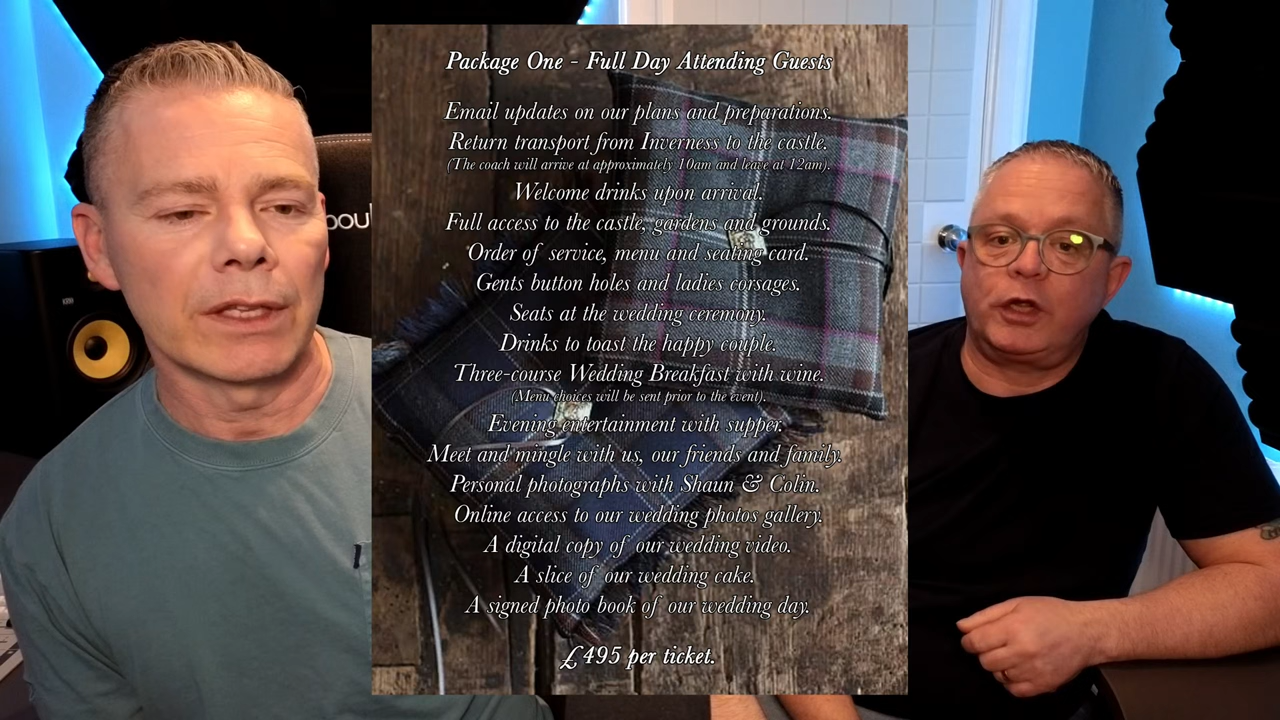 Package One - Full Day Attending Guests
Email updates on our plans and preparations.
Return transport from Inverness to the castle.
(The coach will arrive at approximately 10am and leave at 12am).
Welcome drinks upon arrival.
Full access to the castle, gardens and grounds.
Order of service, menu and seating card.
Gents button holes and ladies corsages.
Seats at the wedding ceremony.
Drinks to toast the happy couple.
Three-course Wedding Breakfast with wine.
(Menu choices will be sent prior to the event).
Evening entertainment with supper.
Meet and mingle with us, our friends and family.
Personal photographs with Shaun & Colin.
Online access to our wedding photos gallery.
A digital copy of our wedding video.
A slice of our wedding cake.
A signed photo book of our wedding day.
£495 per ticket.